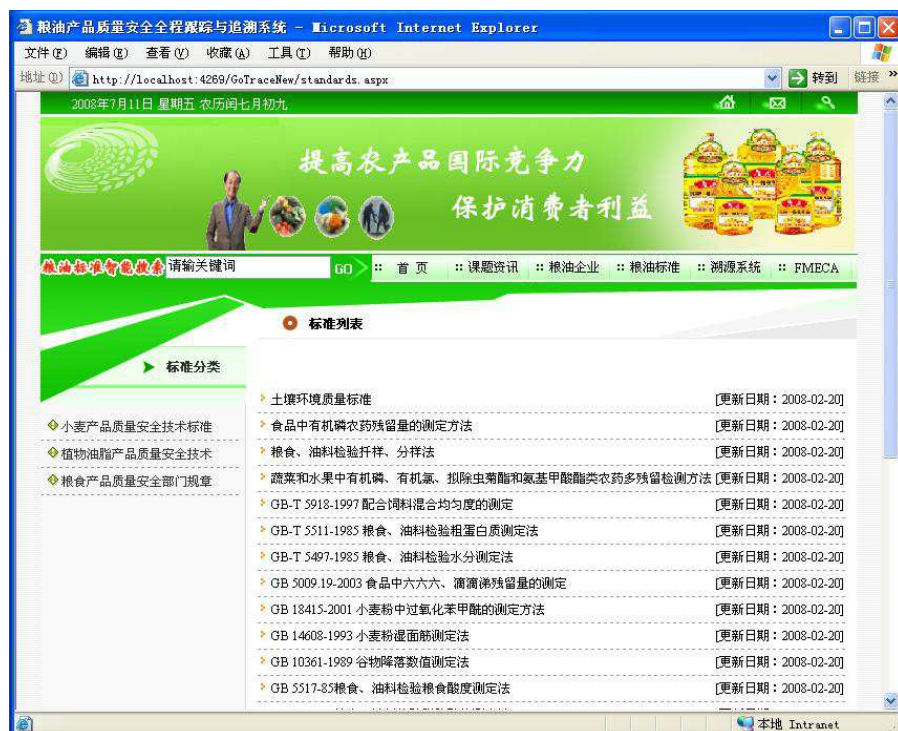 粮油产品质量安全全程跟踪与追溯系统 - Microsoft Internet Explorer
文件(F) 编辑(E) 查看(V) 收藏(A) 工具(T) 帮助(H)
地址(D) http://localhost:4269/GoTraceNew/standards.aspx 转到 链接 »
2008年7月11日 星期五 农历闰七月初九
提高农产品国际竞争力
保护消费者利益
粮油标准智能搜索 请输关键词 GO :: 首 页 :: 课题资讯 :: 粮油企业 :: 粮油标准 :: 溯源系统 :: FMECA
标准列表
标准分类
小麦产品质量安全技术标准
植物油脂产品质量安全技术
粮食产品质量安全部门规章
土壤环境质量标准 [更新日期：2008-02-20]
食品中有机磷农药残留量的测定方法 [更新日期：2008-02-20]
粮食、油料检验扦样、分样法 [更新日期：2008-02-20]
蔬菜和水果中有机磷、有机氯、拟除虫菊酯和氨基甲酸酯类农药多残留检测方法 [更新日期：2008-02-20]
GB-T 5918-1997 配合饲料混合均匀度的测定 [更新日期：2008-02-20]
GB-T 5511-1985 粮食、油料检验粗蛋白质测定法 [更新日期：2008-02-20]
GB-T 5497-1985 粮食、油料检验水分测定法 [更新日期：2008-02-20]
GB 5009.19-2003 食品中六六六、滴滴涕残留量的测定 [更新日期：2008-02-20]
GB 18415-2001 小麦粉中过氧化苯甲酰的测定方法 [更新日期：2008-02-20]
GB 14608-1993 小麦粉湿面筋测定法 [更新日期：2008-02-20]
GB 10361-1989 谷物降落数值测定法 [更新日期：2008-02-20]
GB 5517-85粮食、油料检验粮食酸度测定法 [更新日期：2008-02-20]
本地 Intranet